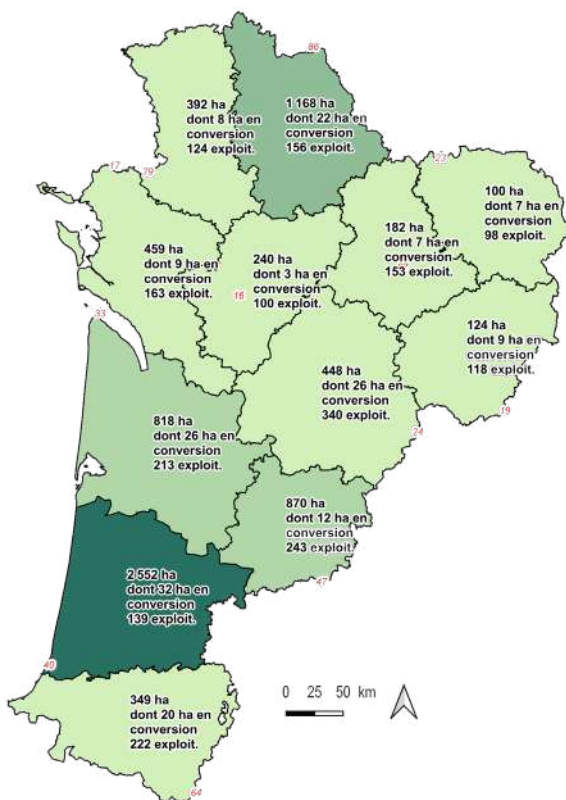 86
392 ha
dont 8 ha en
conversion
124 exploit.
1 168 ha
dont 22 ha en
conversion
156 exploit.
17
79
23
100 ha
dont 7 ha en
conversion
98 exploit.
182 ha
dont 7 ha en
conversion
153 exploit.
459 ha
dont 9 ha en
conversion
163 exploit.
240 ha
dont 3 ha en
conversion
100 exploit.
16
33
124 ha
dont 9 ha en
conversion
118 exploit.
19
448 ha
dont 26 ha en
conversion
340 exploit.
24
818 ha
dont 26 ha en
conversion
213 exploit.
870 ha
dont 12 ha en
conversion
243 exploit.
47
2 552 ha
dont 32 ha en
conversion
139 exploit.
40
349 ha
dont 20 ha en
conversion
222 exploit.
64
0 25 50 km